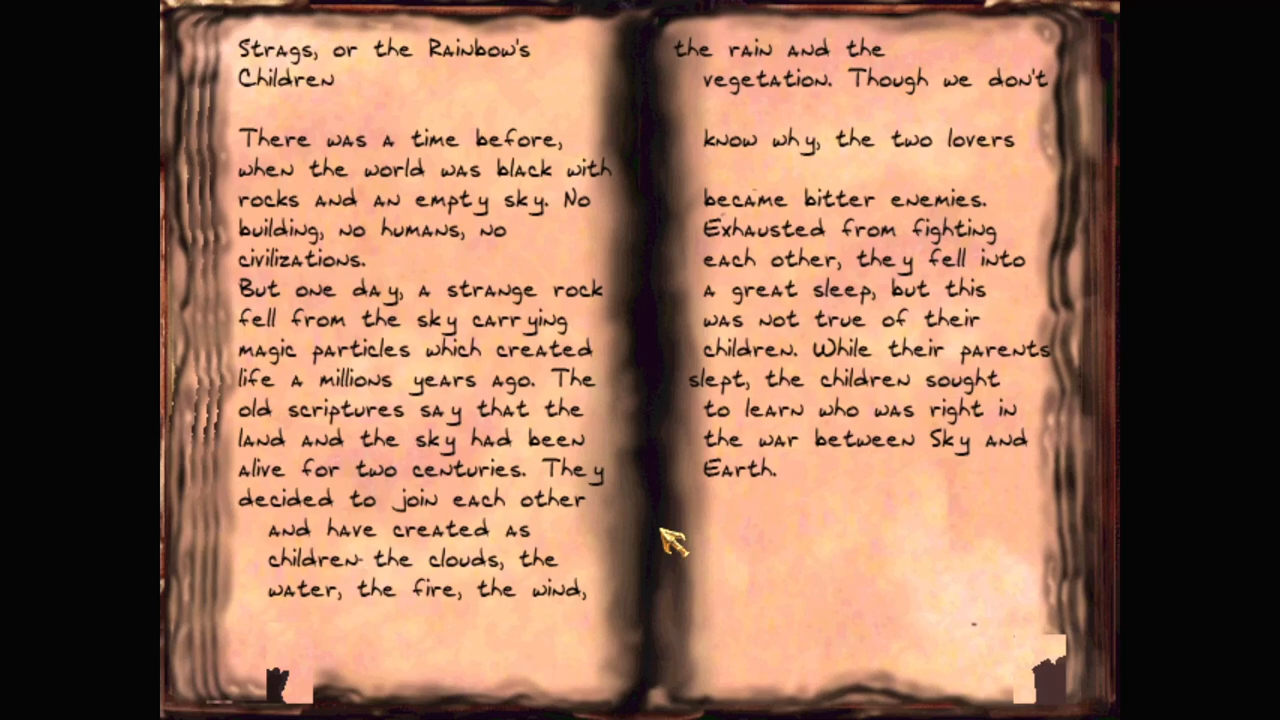 Strags, or the Rainbow's
Children
There was a time before,
when the world was black with
rocks and an empty sky. No
building, no humans, no
civilizations.
But one day, a strange rock
fell from the sky carrying
magic particles which created
life a millions years ago. The
old scriptures say that the
land and the sky had been
alive for two centuries. They
decided to join each other
and have created as
children the clouds, the
water, the fire, the wind,
the rain and the
vegetation. Though we don't
know why, the two lovers
became bitter enemies.
Exhausted from fighting
each other, they fell into
a great sleep, but this
was not true of their
children. While their parents
slept, the children sought
to learn who was right in
the war between Sky and
Earth.